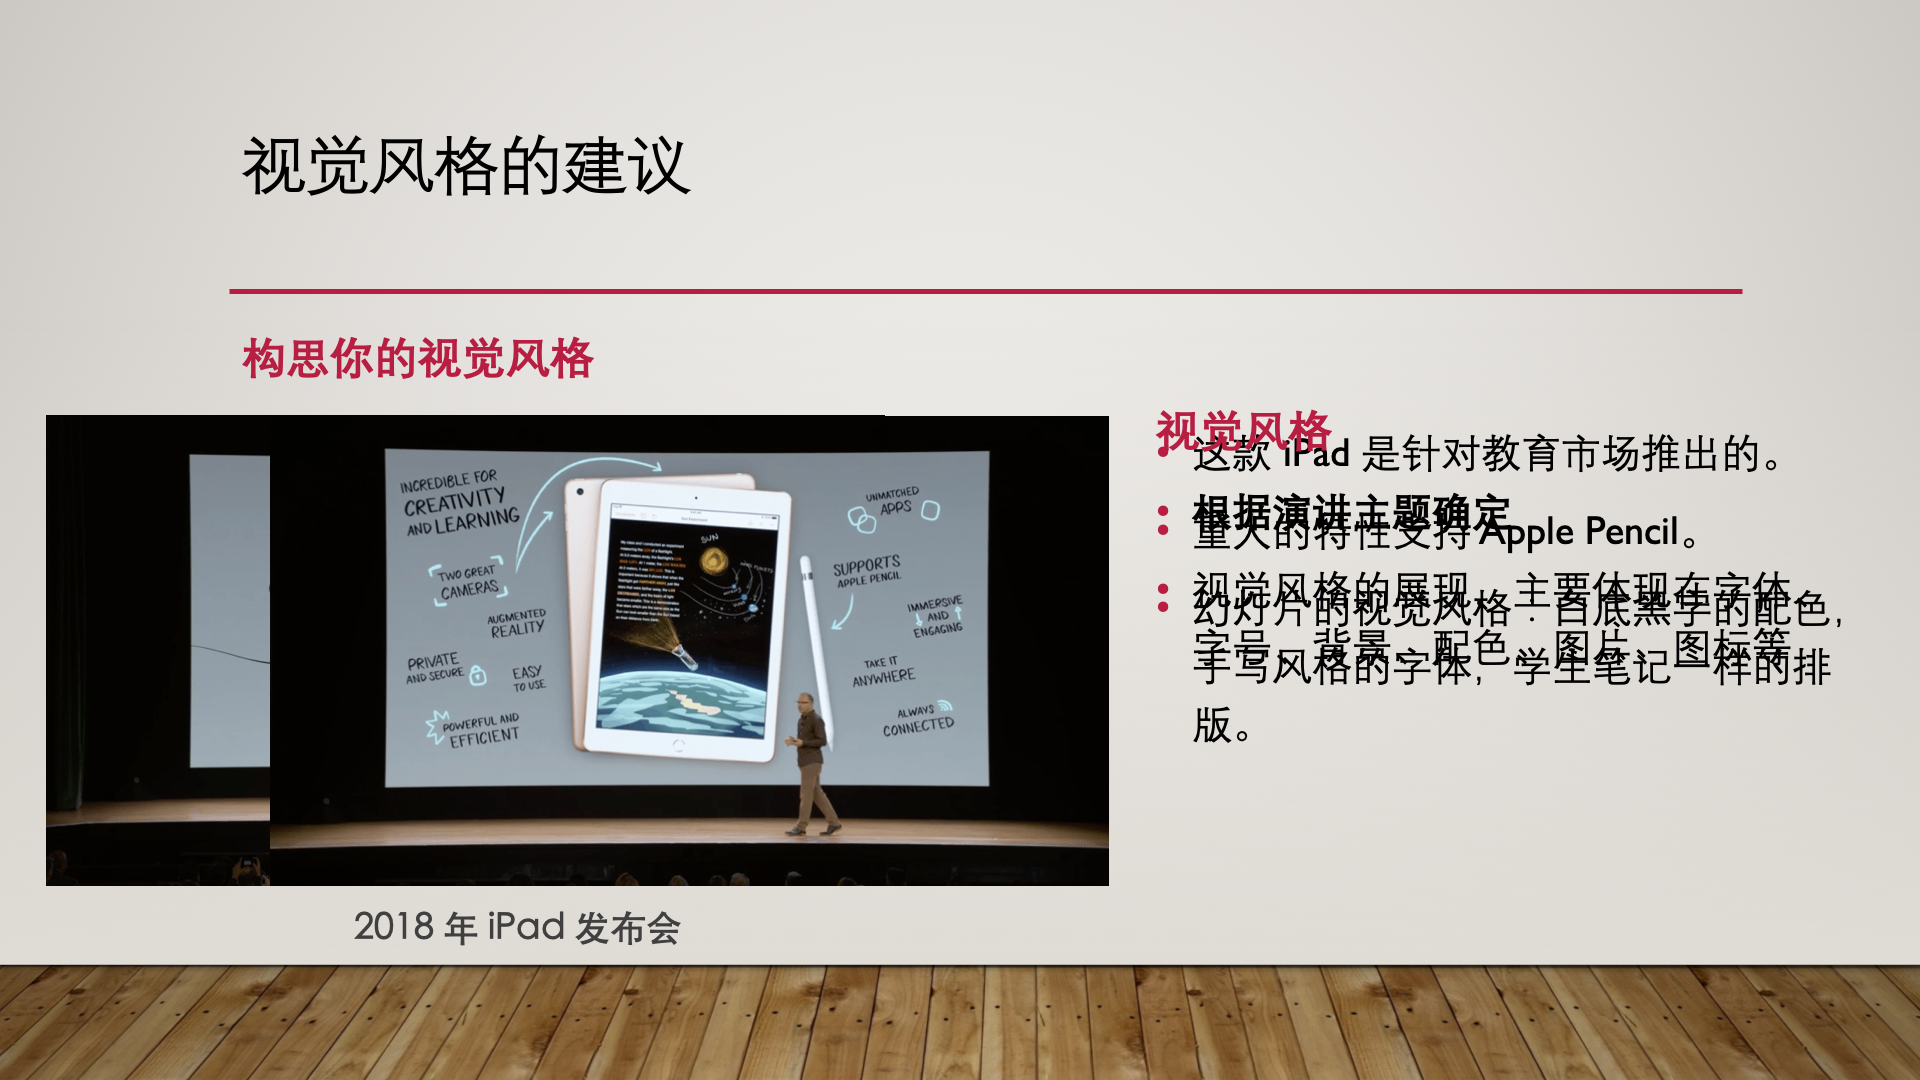 视觉风格的建议
构思你的视觉风格
INCREDIBLE FOR
CREATIVITY
AND LEARNING
TWO GREAT
CAMERAS
AUGMENTED
REALITY
PRIVATE
AND SECURE
EASY
TO USE
POWERFUL AND
EFFICIENT
SUN
UNMATCHED
APPS
SUPPORTS
APPLE PENCIL
IMMERSIVE
AND
ENGAGING
TAKE IT
ANYWHERE
ALWAYS
CONNECTED
2018 年 iPad 发布会
视觉风格
这款 iPad 是针对教育市场推出的。
根据演讲主题确定
重大的特性支持 Apple Pencil。
视觉风格的展现，主要体现在字体、
字号、背景、配色、图片、图标等
幻灯片的视觉风格：白底黑字的配色，
手写风格的字体，学生笔记一样的排
版。